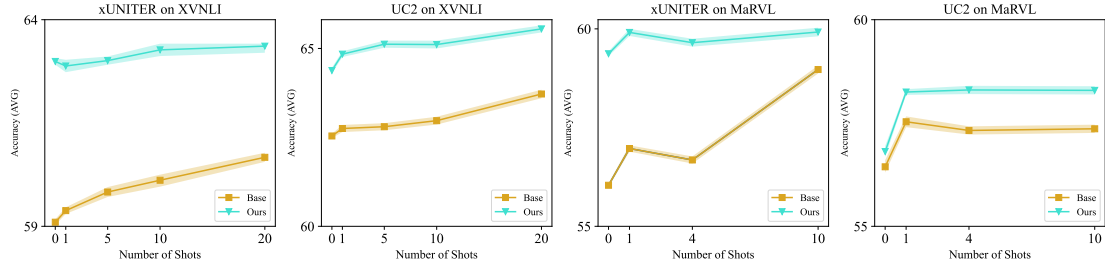 xUNITER on XVNLI
64
59
Accuracy (AVG)
Base
Ours
0 1 5 10 20
Number of Shots
UC2 on XVNLI
65
60
Accuracy (AVG)
Base
Ours
0 1 5 10 20
Number of Shots
xUNITER on MaRVL
60
55
Accuracy (AVG)
Base
Ours
0 1 4 10
Number of Shots
UC2 on MaRVL
60
55
Accuracy (AVG)
Base
Ours
0 1 4 10
Number of Shots